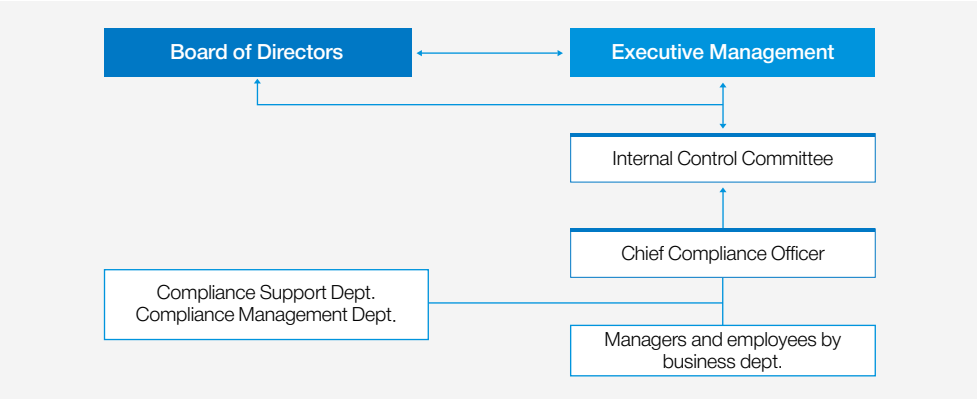 Board of Directors
Executive Management
Internal Control Committee
Chief Compliance Officer
Compliance Support Dept.
Compliance Management Dept.
Managers and employees by
business dept.